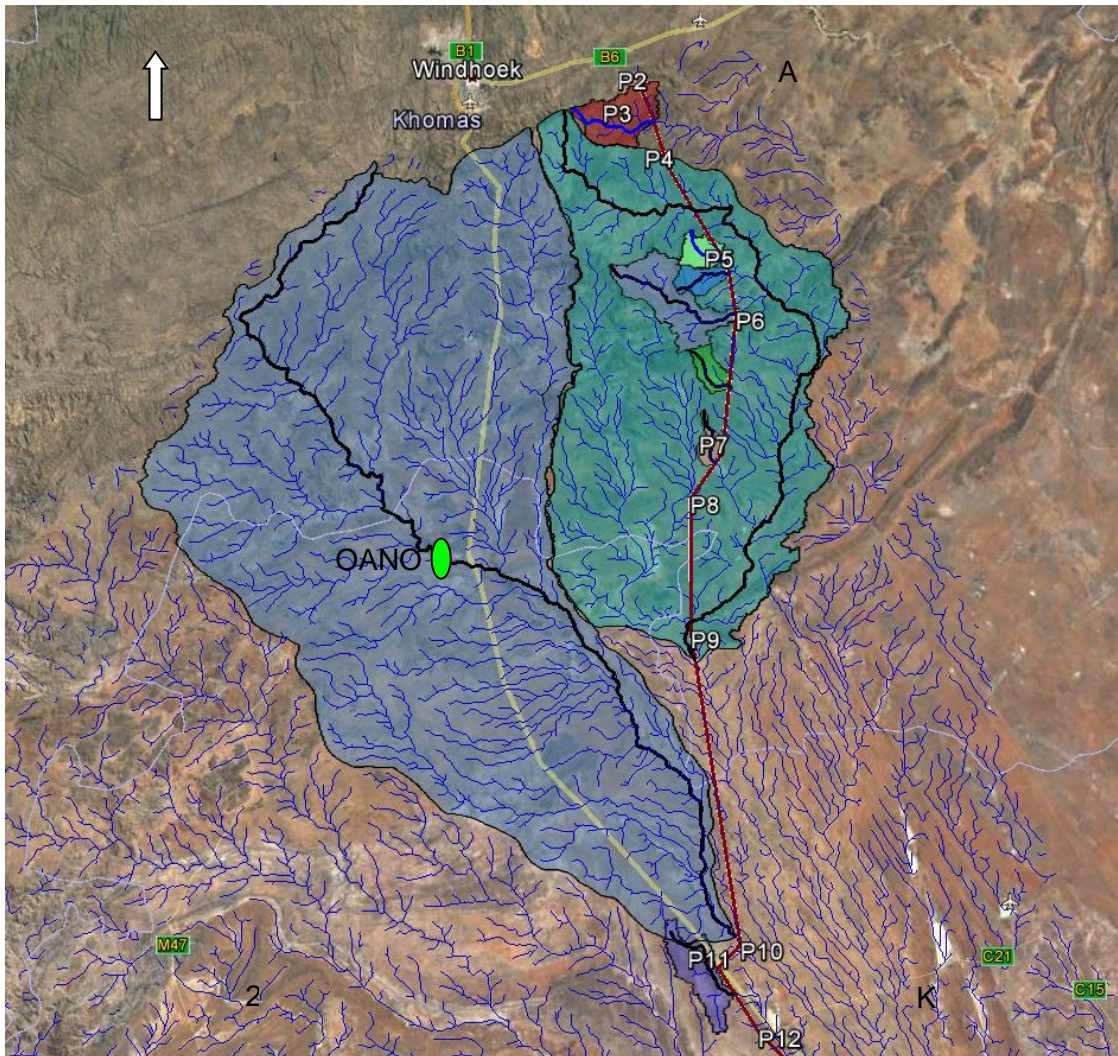 B1
B6
Windhoek
A
P2
P3
Khomas
P4
P5
P6
P7
P8
OANO
P9
M47
P10
P11
C21
2
K
C15
P12